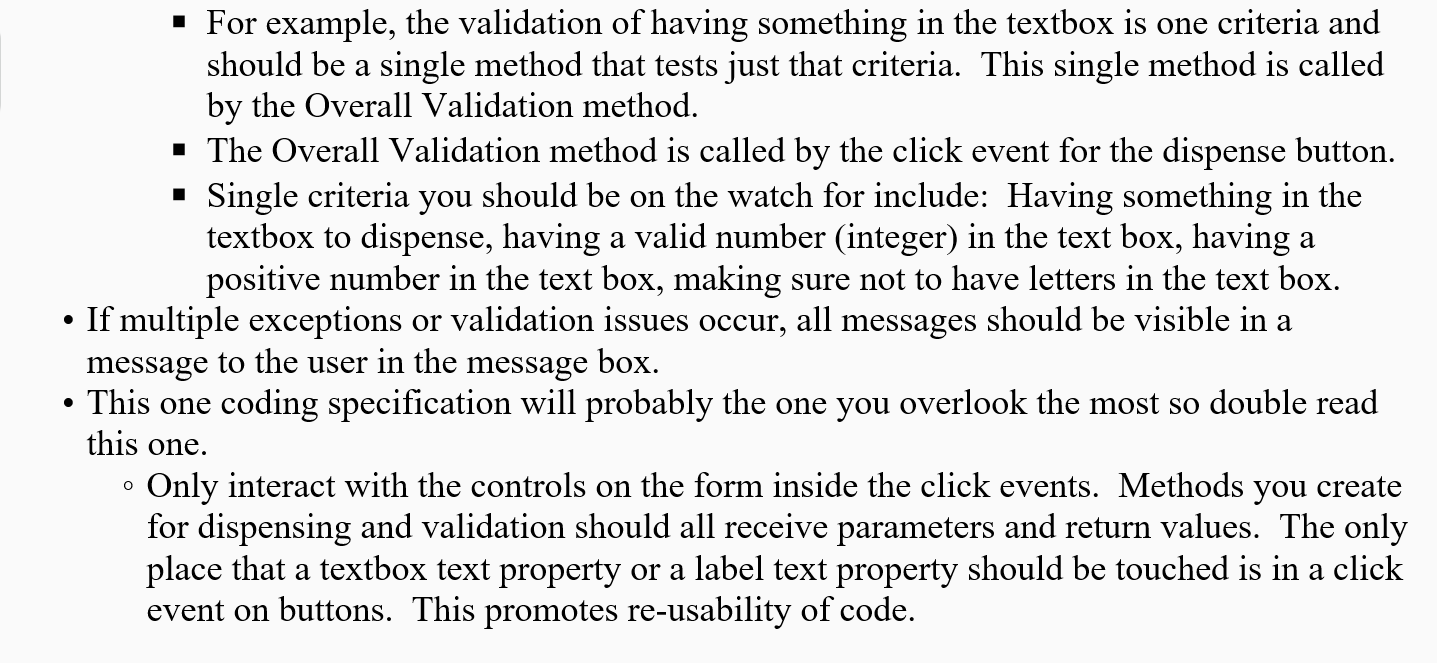 ▪ For example, the validation of having something in the textbox is one criteria and
should be a single method that tests just that criteria.  This single method is called
by the Overall Validation method.
▪ The Overall Validation method is called by the click event for the dispense button.
▪ Single criteria you should be on the watch for include:  Having something in the
textbox to dispense, having a valid number (integer) in the text box, having a
positive number in the text box, making sure not to have letters in the text box.
• If multiple exceptions or validation issues occur, all messages should be visible in a
message to the user in the message box.
• This one coding specification will probably the one you overlook the most so double read
this one.
◦ Only interact with the controls on the form inside the click events.  Methods you create
for dispensing and validation should all receive parameters and return values.  The only
place that a textbox text property or a label text property should be touched is in a click
event on buttons.  This promotes re-usability of code.